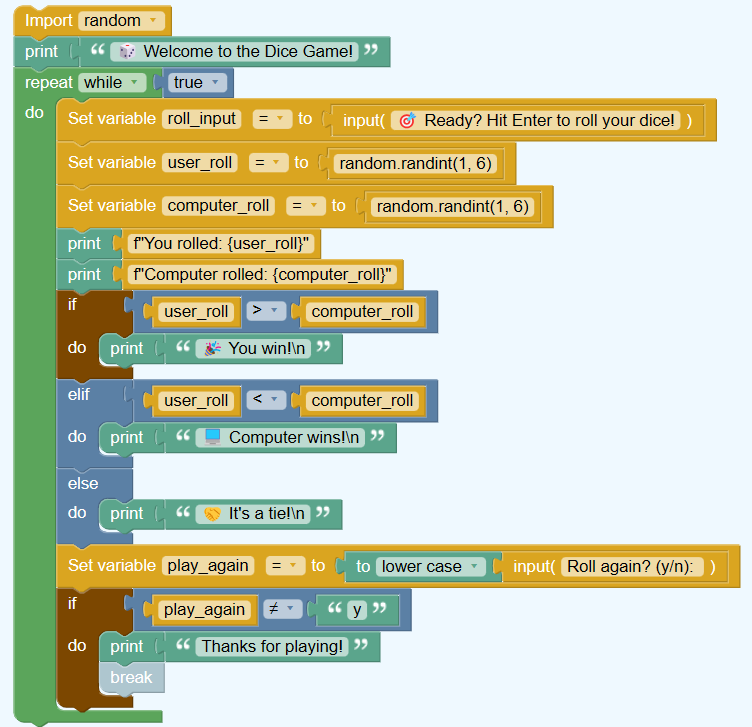 Import random
print “ 🎲 Welcome to the Dice Game! ”
repeat while true
do
Set variable roll_input = to input( 🎯 Ready? Hit Enter to roll your dice! )
Set variable user_roll = to random.randint(1, 6)
Set variable computer_roll = to random.randint(1, 6)
print f"You rolled: {user_roll}"
print f"Computer rolled: {computer_roll}"
if user_roll > computer_roll
do print “ 🎉 You win!\n ”
elif user_roll < computer_roll
do print “ 🖥️ Computer wins!\n ”
else
do print “ 🤝 It's a tie!\n ”
Set variable play_again = to to lower case input( Roll again? (y/n): )
if play_again ≠ “ y ”
do print “ Thanks for playing! ”
break